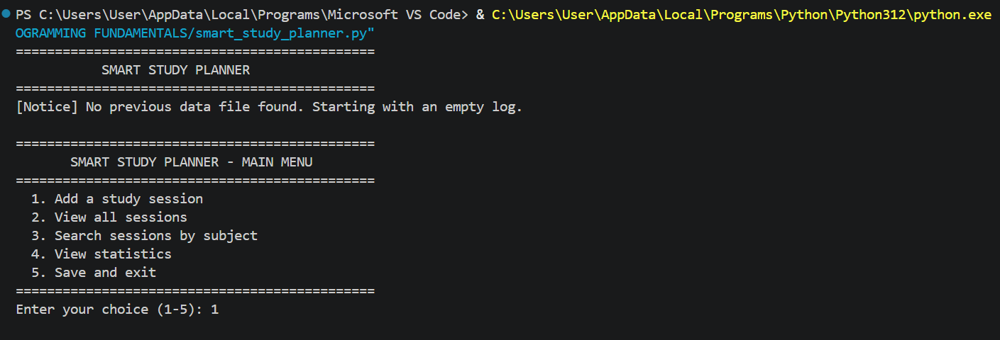 PS C:\Users\User\AppData\Local\Programs\Microsoft VS Code> & C:\Users\User\AppData\Local\Programs\Python\Python312\python.exe
OGRAMMING FUNDAMENTALS/smart_study_planner.py"
==============================================
SMART STUDY PLANNER
==============================================
[Notice] No previous data file found. Starting with an empty log.
==============================================
SMART STUDY PLANNER - MAIN MENU
==============================================
1. Add a study session
2. View all sessions
3. Search sessions by subject
4. View statistics
5. Save and exit
==============================================
Enter your choice (1-5): 1